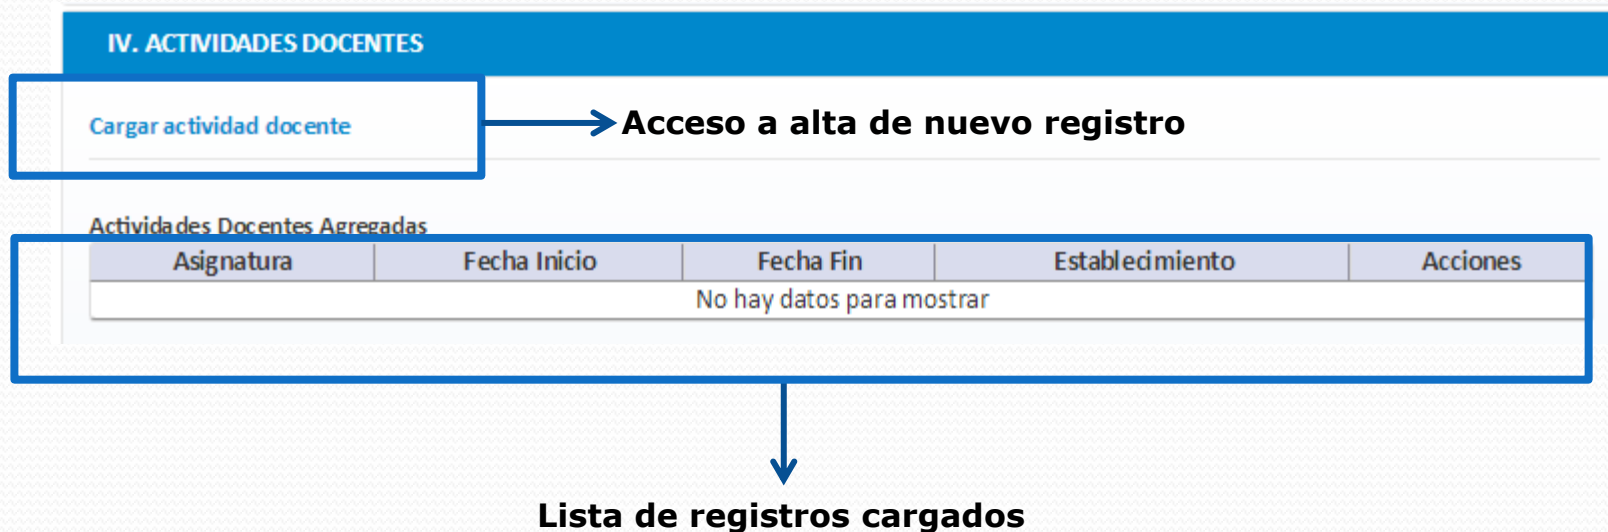 IV. ACTIVIDADES DOCENTES
Cargar actividad docente
Acceso a alta de nuevo registro
Actividades Docentes Agregadas
Asignatura Fecha Inicio Fecha Fin Establecimiento Acciones
No hay datos para mostrar
Lista de registros cargados